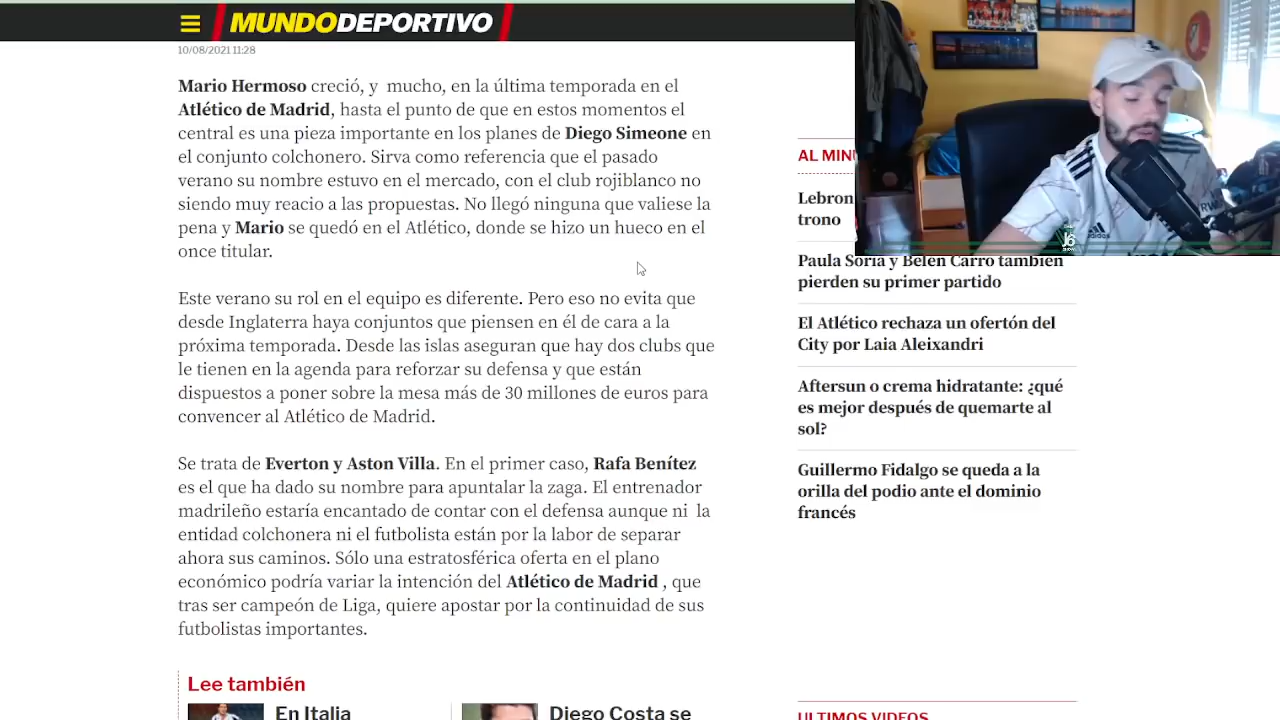 MUNDODEPORTIVO
10/08/2021 11:28
Mario Hermoso creció, y mucho, en la última temporada en el
Atlético de Madrid, hasta el punto de que en estos momentos el
central es una pieza importante en los planes de Diego Simeone en
el conjunto colchonero. Sirva como referencia que el pasado
verano su nombre estuvo en el mercado, con el club rojiblanco no
siendo muy reacio a las propuestas. No llegó ninguna que valiese la
pena y Mario se quedó en el Atlético, donde se hizo un hueco en el
once titular.
Este verano su rol en el equipo es diferente. Pero eso no evita que
desde Inglaterra haya conjuntos que piensen en él de cara a la
próxima temporada. Desde las islas aseguran que hay dos clubs que
le tienen en la agenda para reforzar su defensa y que están
dispuestos a poner sobre la mesa más de 30 millones de euros para
convencer al Atlético de Madrid.
Se trata de Everton y Aston Villa. En el primer caso, Rafa Benítez
es el que ha dado su nombre para apuntalar la zaga. El entrenador
madrileño estaría encantado de contar con el defensa aunque ni la
entidad colchonera ni el futbolista están por la labor de separar
ahora sus caminos. Sólo una estratosférica oferta en el plano
económico podría variar la intención del Atlético de Madrid , que
tras ser campeón de Liga, quiere apostar por la continuidad de sus
futbolistas importantes.
Lee también
En Italia
Diego Costa se
AL MINU
Lebron
trono
Paula Soria y Belén Carro también
pierden su primer partido
El Atlético rechaza un ofertón del
City por Laia Aleixandri
Aftersun o crema hidratante: ¿qué
es mejor después de quemarte al
sol?
Guillermo Fidalgo se queda a la
orilla del podio ante el dominio
francés
ULTIMOS VIDEOS
adidas